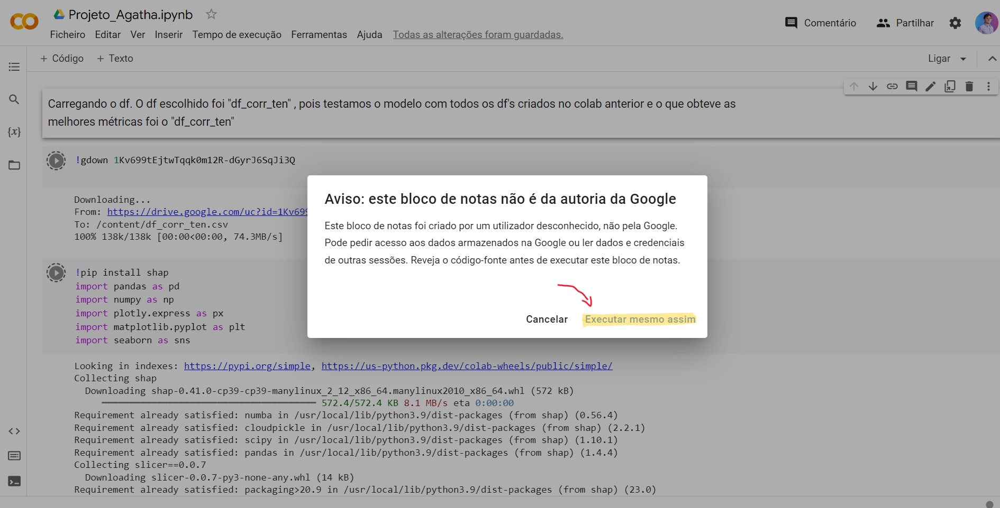 Projeto_Agatha.ipynb
Ficheiro Editar Ver Inserir Tempo de execução Ferramentas Ajuda Todas as alterações foram guardadas.
Comentário Partilhar
+ Código + Texto
Ligar
Carregando o df. O df escolhido foi "df_corr_ten" , pois testamos o modelo com todos os df's criados no colab anterior e o que obteve as
melhores métricas foi o "df_corr_ten"
{x}
!gdown 1Kv699tEjtwTqqk0m12R-dGyrJ6SqJi3Q
Downloading...
From: https://drive.google.com/uc?id=1Kv699
To: /content/df_corr_ten.csv
100% 138k/138k [00:00<00:00, 74.3MB/s]
!pip install shap
import pandas as pd
import numpy as np
import plotly.express as px
import matplotlib.pyplot as plt
import seaborn as sns
Looking in indexes: https://pypi.org/simple, https://us-python.pkg.dev/colab-wheels/public/simple/
Collecting shap
Downloading shap-0.41.0-cp39-cp39-manylinux_2_12_x86_64.manylinux2010_x86_64.whl (572 kB)
572.4/572.4 KB 8.1 MB/s eta 0:00:00
Requirement already satisfied: numba in /usr/local/lib/python3.9/dist-packages (from shap) (0.56.4)
Requirement already satisfied: cloudpickle in /usr/local/lib/python3.9/dist-packages (from shap) (2.2.1)
Requirement already satisfied: scipy in /usr/local/lib/python3.9/dist-packages (from shap) (1.10.1)
Requirement already satisfied: pandas in /usr/local/lib/python3.9/dist-packages (from shap) (1.4.4)
Collecting slicer==0.0.7
Downloading slicer-0.0.7-py3-none-any.whl (14 kB)
Requirement already satisfied: packaging>20.9 in /usr/local/lib/python3.9/dist-packages (from shap) (23.0)
Aviso: este bloco de notas não é da autoria da Google
Este bloco de notas foi criado por um utilizador desconhecido, não pela Google.
Pode pedir acesso aos dados armazenados na Google ou ler dados e credenciais
de outras sessões. Reveja o código-fonte antes de executar este bloco de notas.
Cancelar Executar mesmo assim